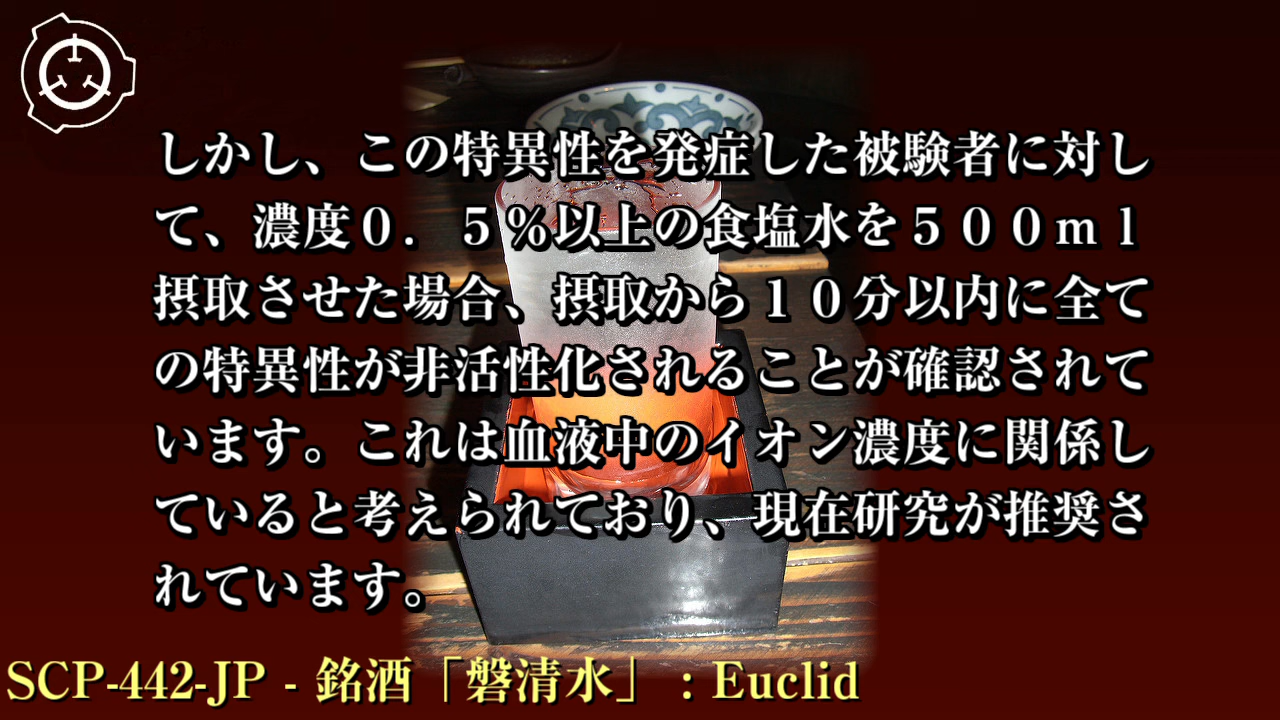 しかし、この特異性を発症した被験者に対し
て、濃度０．５％以上の食塩水を５００ｍｌ
摂取させた場合、摂取から１０分以内に全て
の特異性が非活性化されることが確認されて
います。これは血液中のイオン濃度に関係し
ていると考えられており、現在研究が推奨さ
れています。
SCP-442-JP - 銘酒「磐清水」 : Euclid